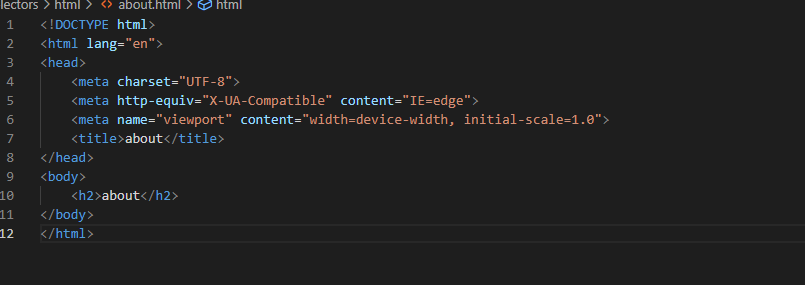 lectors > html > <> about.html > html
1 <!DOCTYPE html>
2 <html lang="en">
3 <head>
4     <meta charset="UTF-8">
5     <meta http-equiv="X-UA-Compatible" content="IE=edge">
6     <meta name="viewport" content="width=device-width, initial-scale=1.0">
7     <title>about</title>
8 </head>
9 <body>
10     <h2>about</h2>
11 </body>
12 </html>